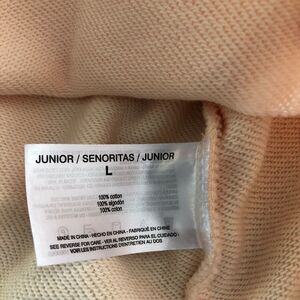 JUNIOR / SENORITAS / JUNIOR
L
100% cotton
100% algodón
100% coton
MADE IN CHINA - HECHO EN CHINA - FABRIQUÉ EN CHINE
SEE REVERSE FOR CARE - VER AL REVERSO PARA EL CUIDADO
VOIR LES INSTRUCTIONS D'ENTRETIEN AU DOS